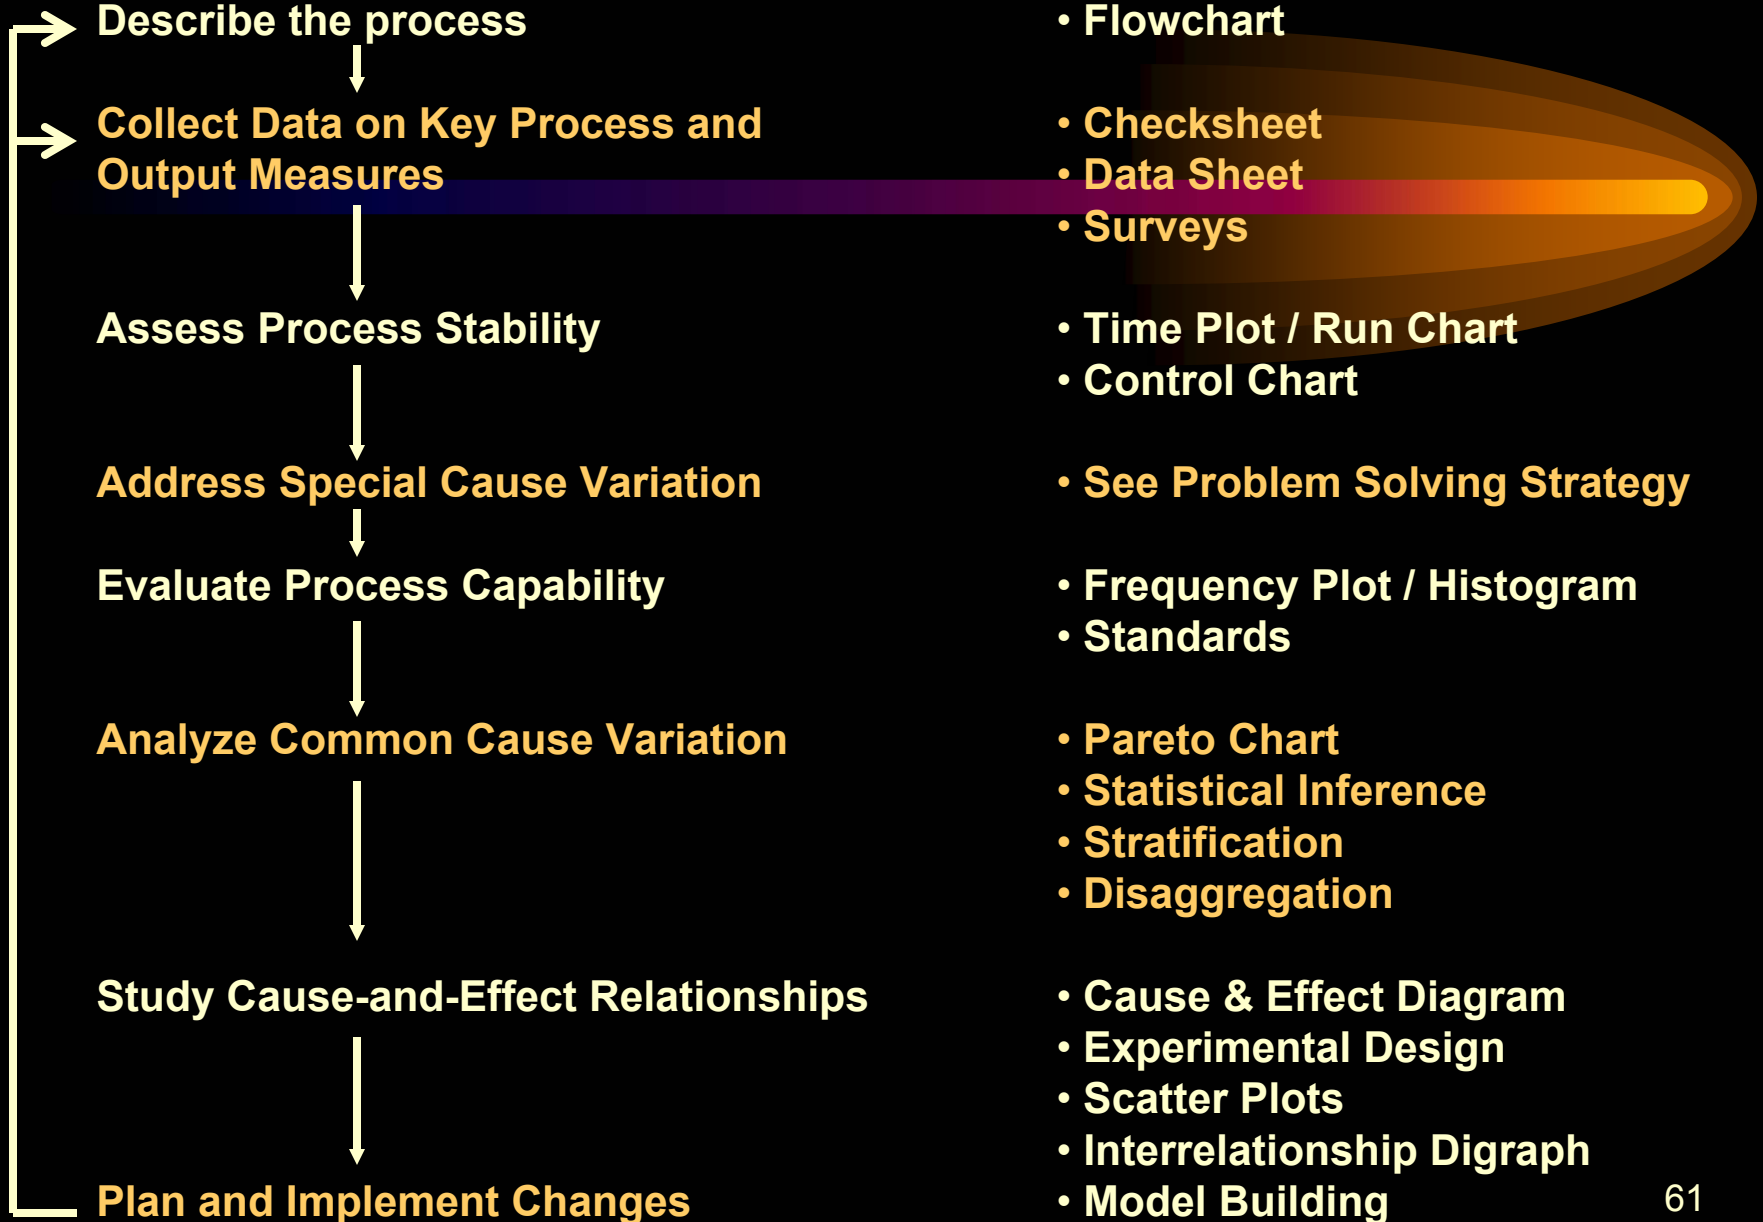 Describe the process
• Flowchart
Collect Data on Key Process and
Output Measures
• Checksheet
• Data Sheet
• Surveys
Assess Process Stability
• Time Plot / Run Chart
• Control Chart
Address Special Cause Variation
• See Problem Solving Strategy
Evaluate Process Capability
• Frequency Plot / Histogram
• Standards
Analyze Common Cause Variation
• Pareto Chart
• Statistical Inference
• Stratification
• Disaggregation
Study Cause-and-Effect Relationships
• Cause & Effect Diagram
• Experimental Design
• Scatter Plots
• Interrelationship Digraph
Plan and Implement Changes
• Model Building
61